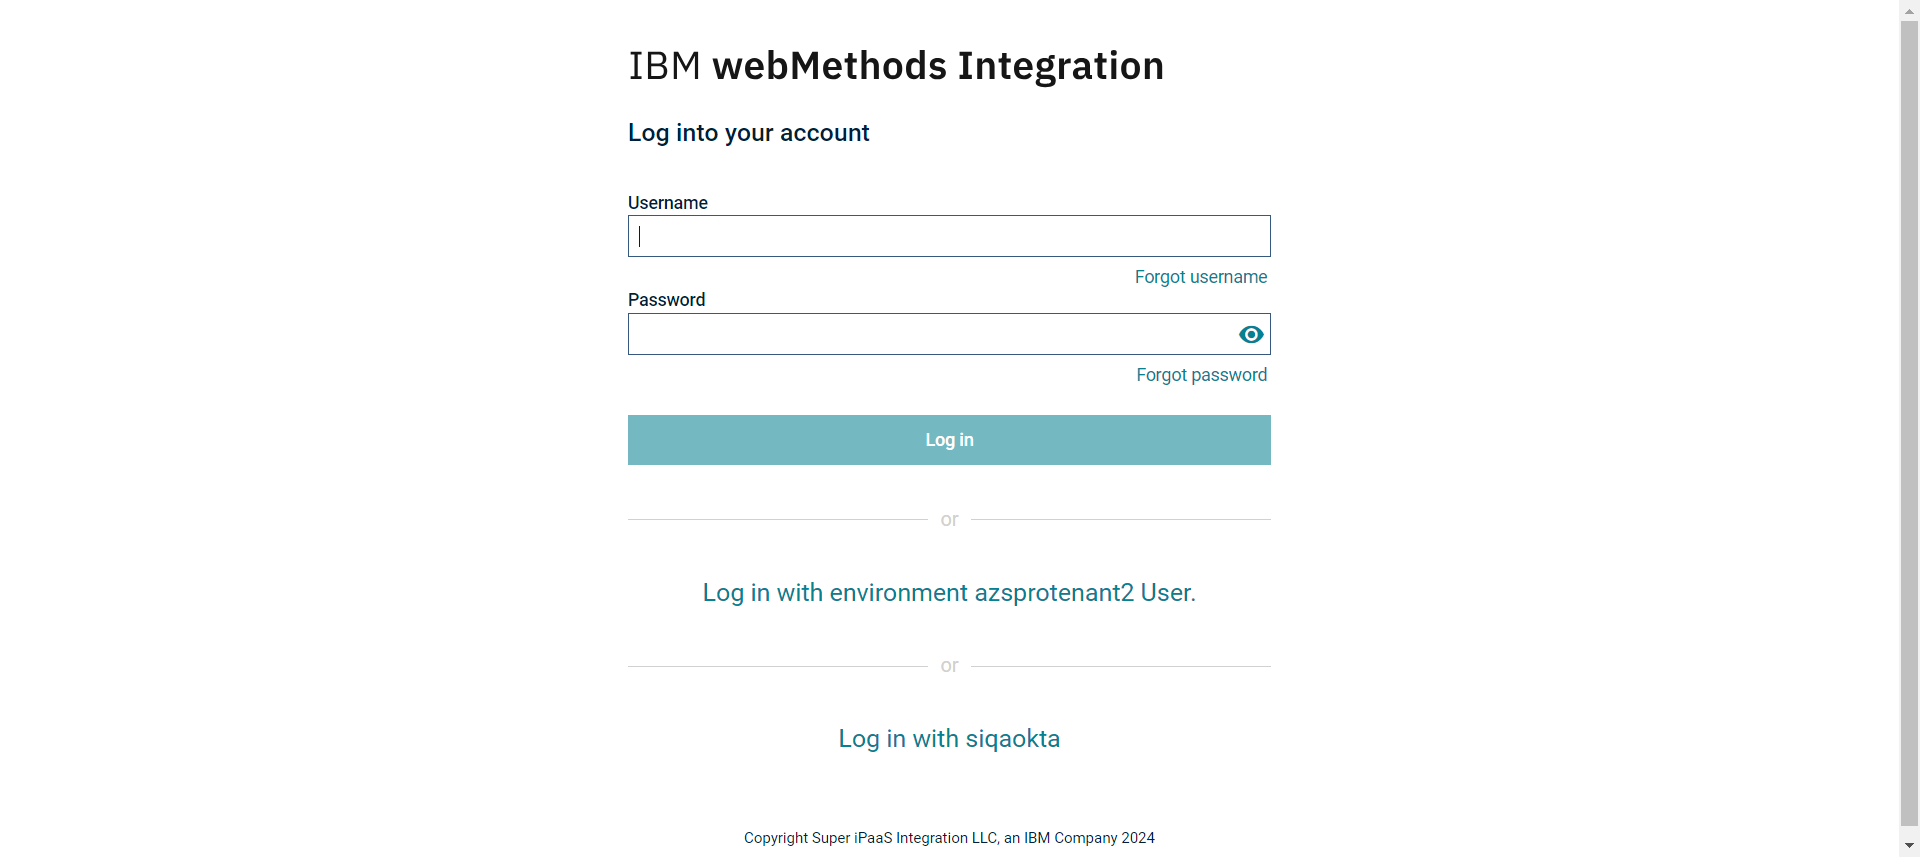 IBM webMethods Integration
Log into your account
Username
Forgot username
Password
Forgot password
Log in
or
Log in with environment azsprotenant2 User.
or
Log in with siqaokta
Copyright Super iPaaS Integration LLC, an IBM Company 2024